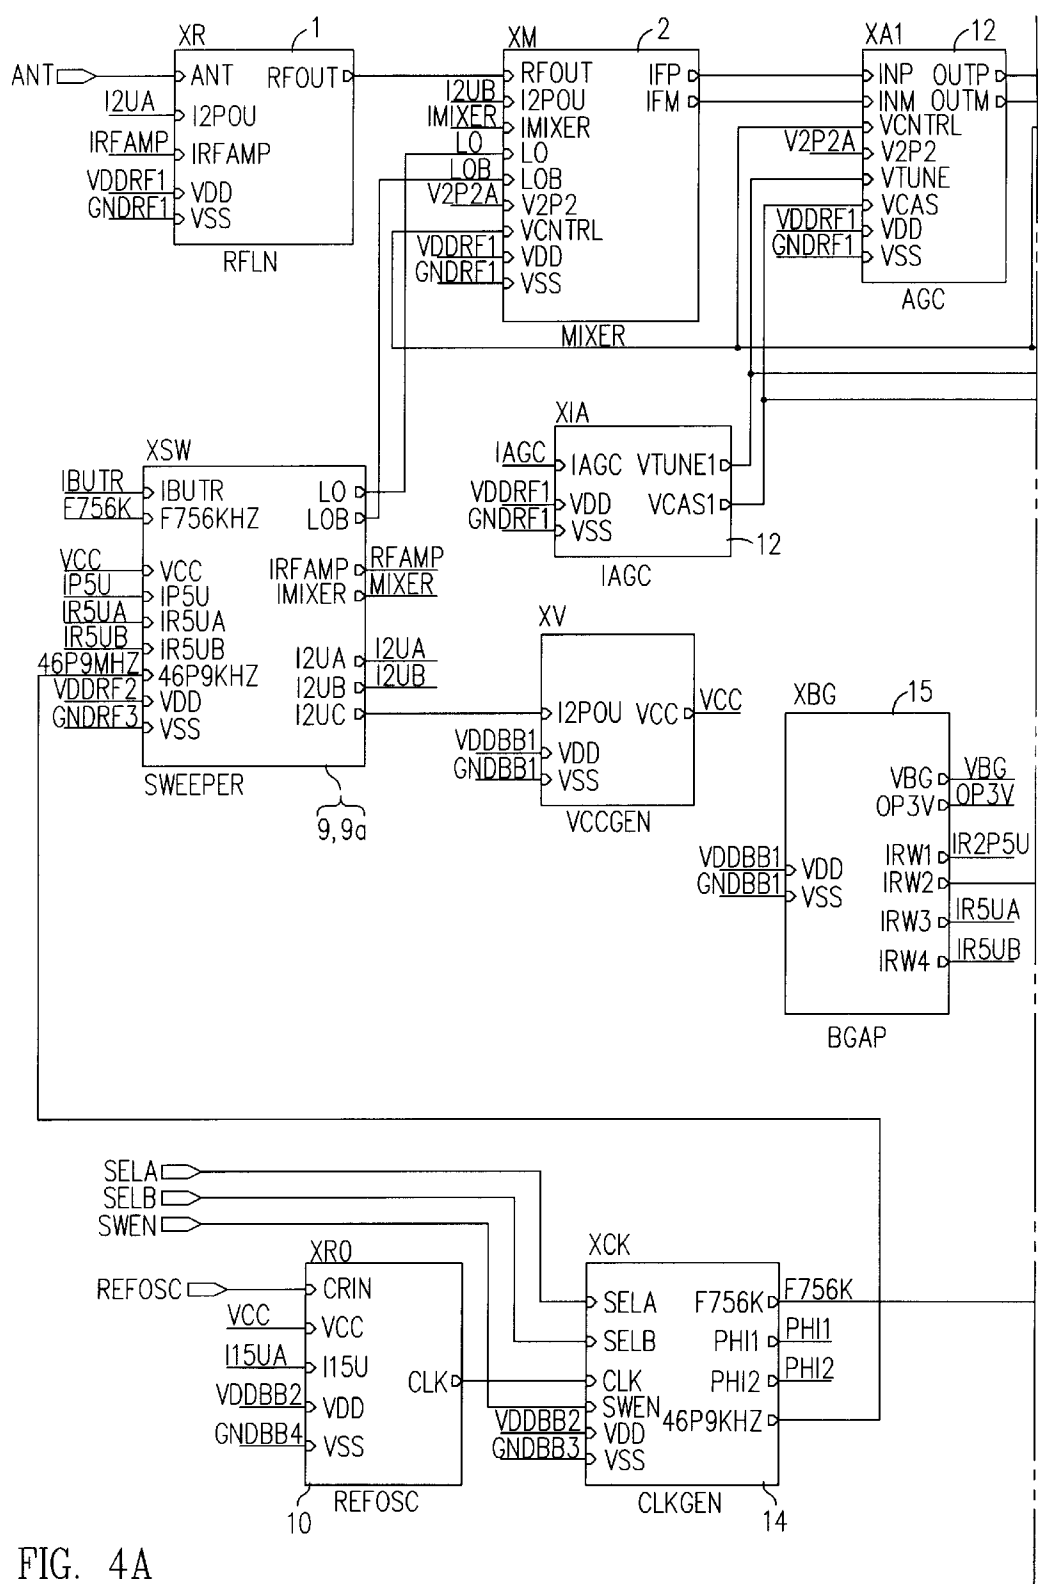 XR
1
ANT
ANT
RFOUT
I2UA
I2POU
IRFAMP
IRFAMP
VDDRF1
VDD
GNDRF1
VSS
RFLN
XM
2
RFOUT
IFP
I2UB
I2POU
IFM
IMIXER
IMIXER
LO
LO
LOB
LOB
V2P2A
V2P2
VCNTRL
VDDRF1
VDD
GNDRF1
VSS
MIXER
XA1
12
INP
OUTP
INM
OUTM
VCNTRL
V2P2A
V2P2
VTUNE
VCAS
VDDRF1
VDD
GNDRF1
VSS
AGC
XIA
IAGC
IAGC
VTUNE1
VDDRF1
VDD
VCAS1
GNDRF1
VSS
12
IAGC
XSW
IBUTR
IBUTR
LO
F756K
F756KHZ
LOB
VCC
VCC
IRFAMP
RFAMP
IP5U
IP5U
IMIXER
MIXER
IR5UA
IR5UA
IR5UB
IR5UB
I2UA
I2UA
46P9MHZ
46P9KHZ
I2UB
I2UB
VDDRF2
VDD
I2UC
GNDRF3
VSS
SWEEPER
9,9a
XV
I2POU
VCC
VCC
VDDBB1
VDD
GNDBB1
VSS
VCCGEN
XBG
15
VBG
VBG
OP3V
OP3V
IRW1
IR2P5U
VDDBB1
VDD
IRW2
GNDBB1
VSS
IRW3
IR5UA
IRW4
IR5UB
BGAP
SELA
SELB
SWEN
XRO
REFOSC
CRIN
VCC
VCC
I15UA
I15U
CLK
VDDBB2
VDD
GNDBB4
VSS
10
REFOSC
XCK
SELA
F756K
F756K
SELB
PHI1
PHI1
CLK
PHI2
PHI2
SWEN
46P9KHZ
VDDBB2
VDD
GNDBB3
VSS
CLKGEN
14
FIG. 4A